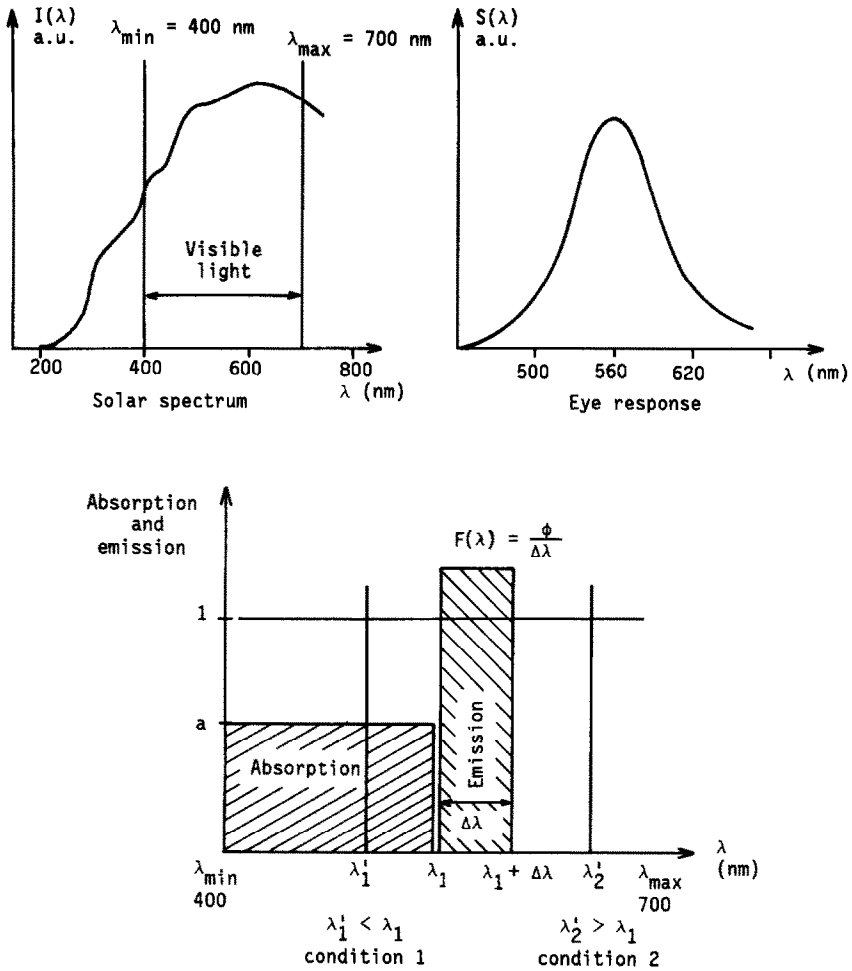 I(λ)
a.u.
λmin = 400 nm
λmax = 700 nm
Visible
light
200 400 600 800
λ (nm)
Solar spectrum
S(λ)
a.u.
500 560 620
λ (nm)
Eye response
Absorption
and
emission
F(λ) = ϕ/Δλ
1
a
Absorption
Emission
Δλ
λmin
400
λ'1
λ1
λ1 + Δλ
λ'2
λmax
700
λ
(nm)
λ'1 < λ1
condition 1
λ'2 > λ1
condition 2